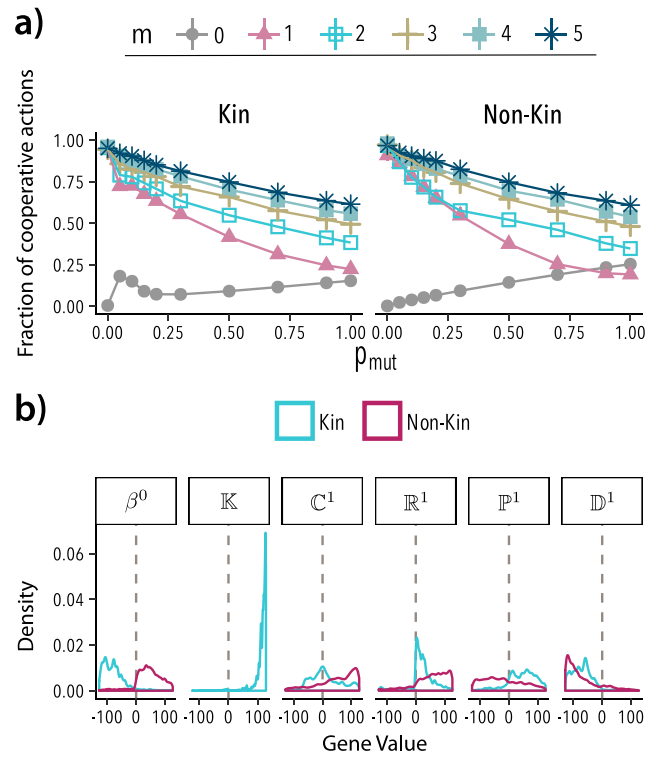 a)
m 0 1 2 3 4 5
Kin Non-Kin
Fraction of cooperative actions
1.00
0.75
0.50
0.25
0.00
0.00 0.25 0.50 0.75 1.00 0.00 0.25 0.50 0.75 1.00
pmut
b)
Kin Non-Kin
β⁰ 𝕂 ℂ¹ ℝ¹ ℙ¹ 𝔻¹
Density
0.06
0.04
0.02
0.00
-100 0 100 -100 0 100 -100 0 100 -100 0 100 -100 0 100 -100 0 100
Gene Value